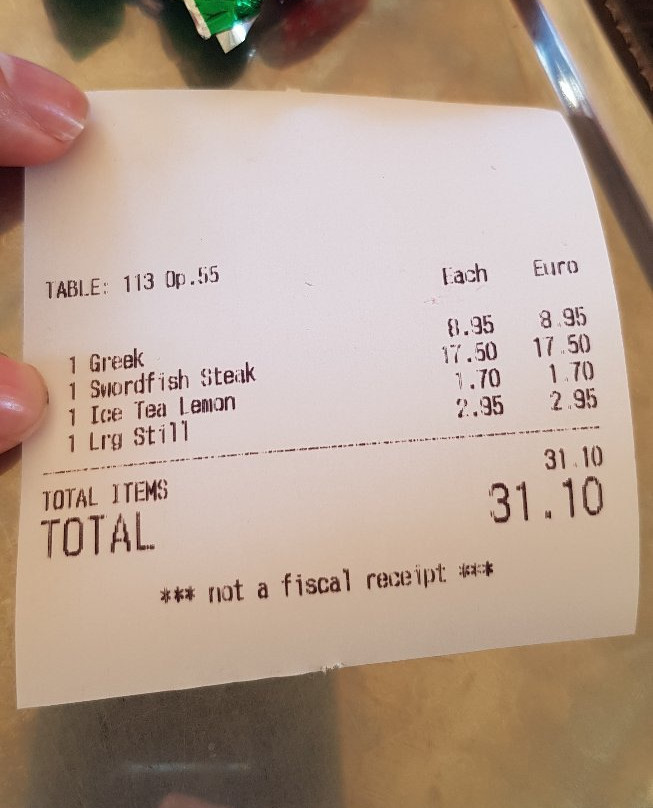 TABLE: 113 Op.55 Each Euro
1 Greek 8.95 8.95
1 Swordfish Steak 17.50 17.50
1 Ice Tea Lemon 1.70 1.70
1 Lrg Still 2.95 2.95
TOTAL ITEMS 31.10
TOTAL 31.10
*** not a fiscal receipt ***